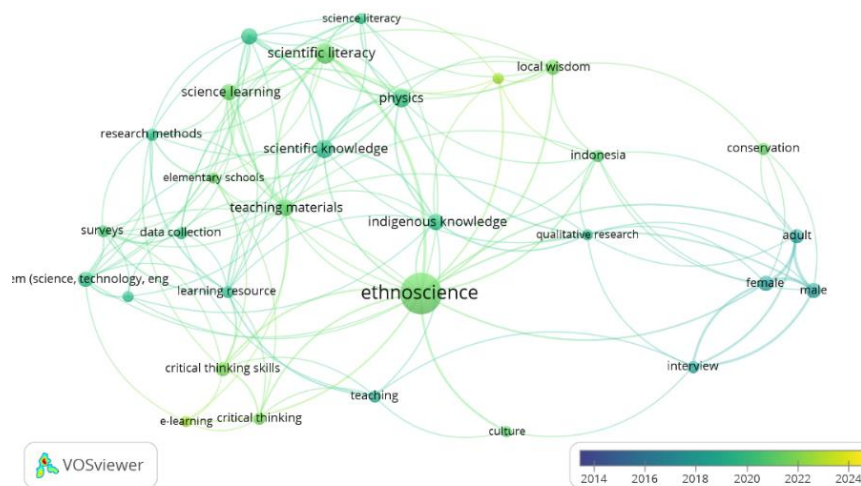 science literacy
scientific literacy
local wisdom
science learning
physics
research methods
scientific knowledge
conservation
indonesia
elementary schools
teaching materials
indigenous knowledge
surveys
data collection
qualitative research
adult
em (science, technology, eng
learning resource
ethnoscience
female
male
critical thinking skills
interview
teaching
e-learning
critical thinking
culture
VOSviewer
2014 2016 2018 2020 2022 2024